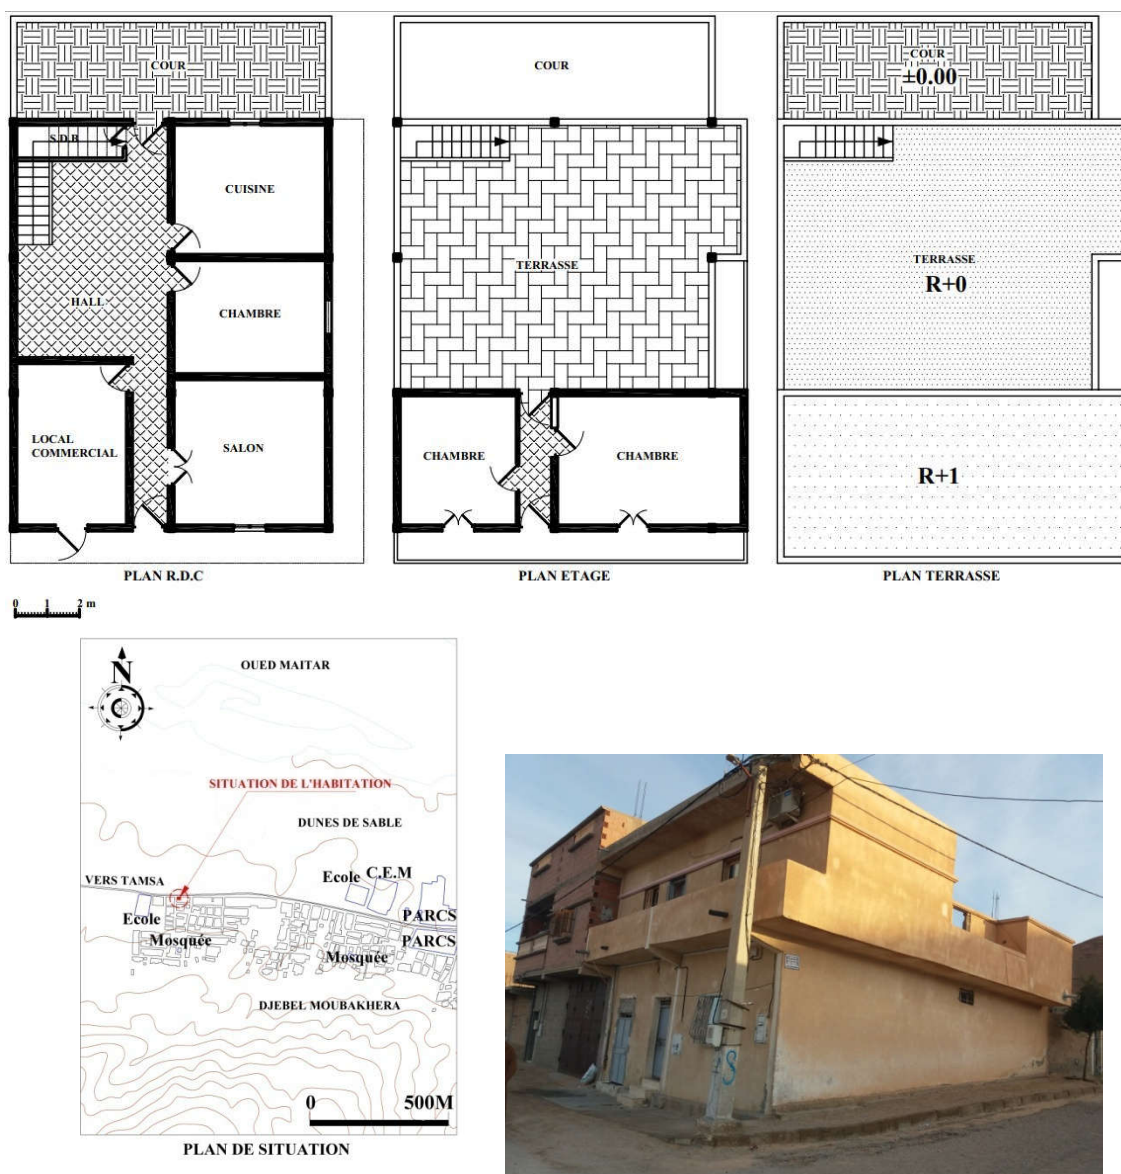 COUR
S.D.B
CUISINE
HALL
CHAMBRE
LOCAL
COMMERCIAL
SALON
PLAN R.D.C
COUR
TERRASSE
CHAMBRE
CHAMBRE
PLAN ETAGE
COUR
±0.00
TERRASSE
R+0
R+1
PLAN TERRASSE
0 1 2 m
N
OUED MAITAR
SITUATION DE L'HABITATION
DUNES DE SABLE
VERS TAMSA
Ecole C.E.M
Ecole
PARCS
Mosquée
PARCS
Mosquée
DJEBEL MOUBAKHERA
0 500M
PLAN DE SITUATION